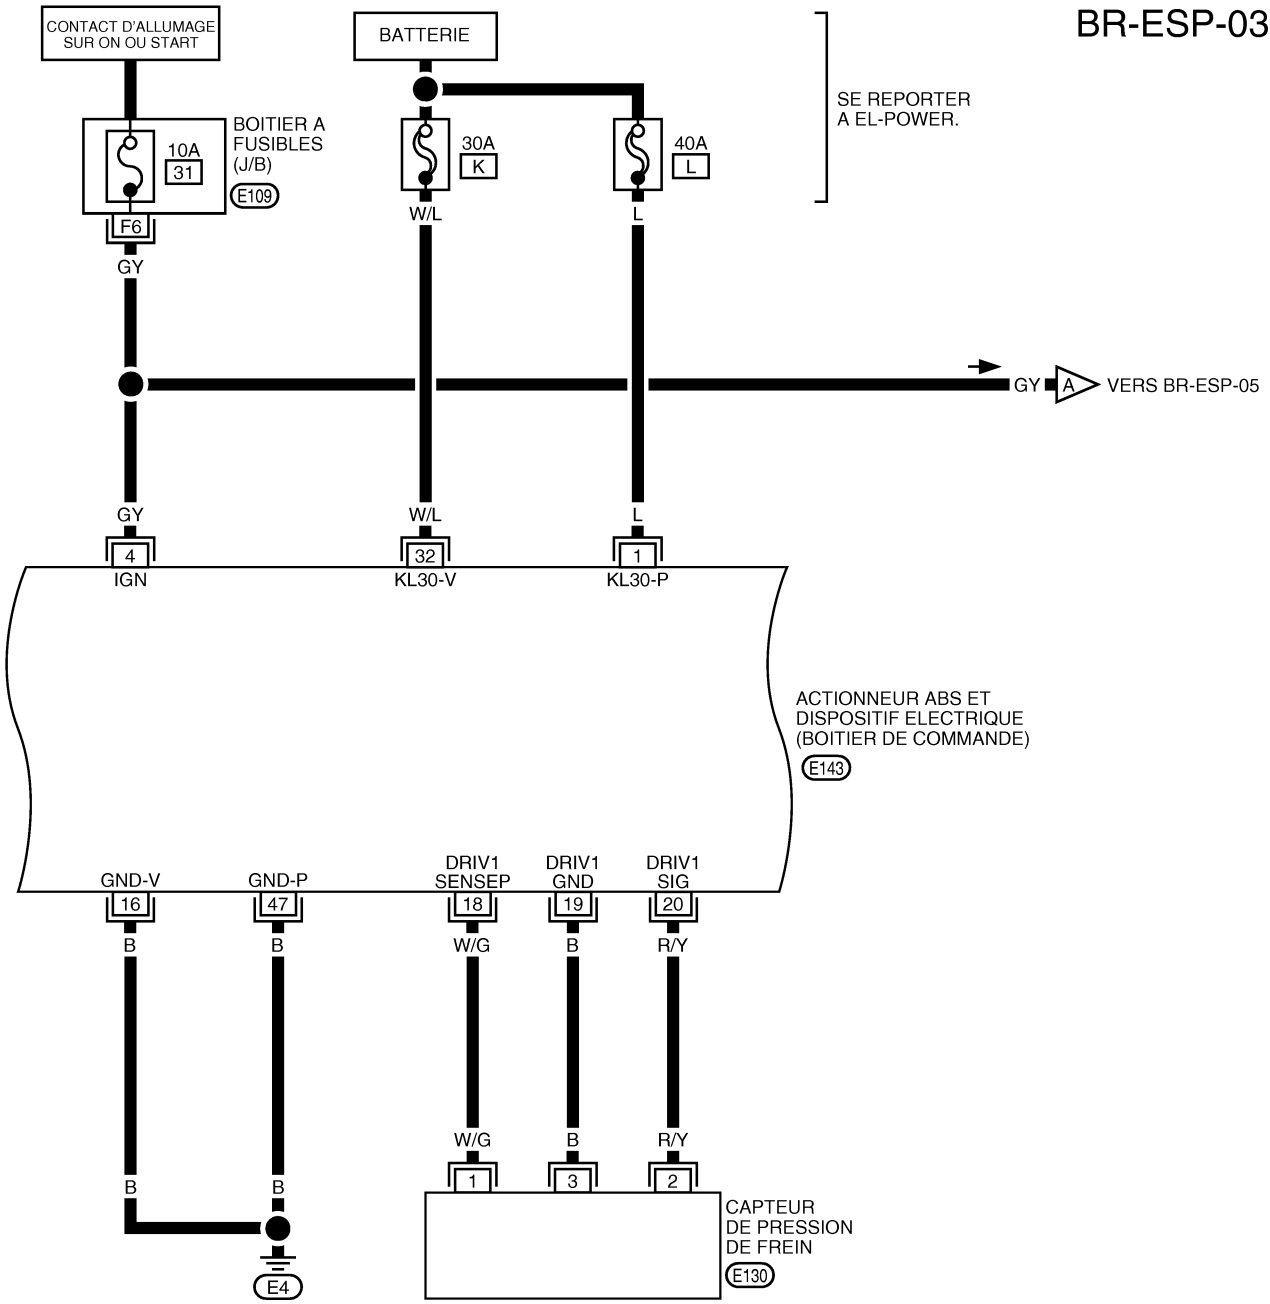 BR-ESP-03
CONTACT D'ALLUMAGE
SUR ON OU START
BATTERIE
SE REPORTER
A EL-POWER.
10A
31
BOITIER A
FUSIBLES
(J/B)
E109
30A
K
40A
L
F6
GY
W/L
L
GY
A
VERS BR-ESP-05
GY
W/L
L
4
32
1
IGN
KL30-V
KL30-P
ACTIONNEUR ABS ET
DISPOSITIF ELECTRIQUE
(BOITIER DE COMMANDE)
E143
GND-V
GND-P
DRIV1
SENSEP
DRIV1
GND
DRIV1
SIG
16
47
18
19
20
B
B
W/G
B
R/Y
W/G
B
R/Y
B
B
1
3
2
CAPTEUR
DE PRESSION
DE FREIN
E130
E4